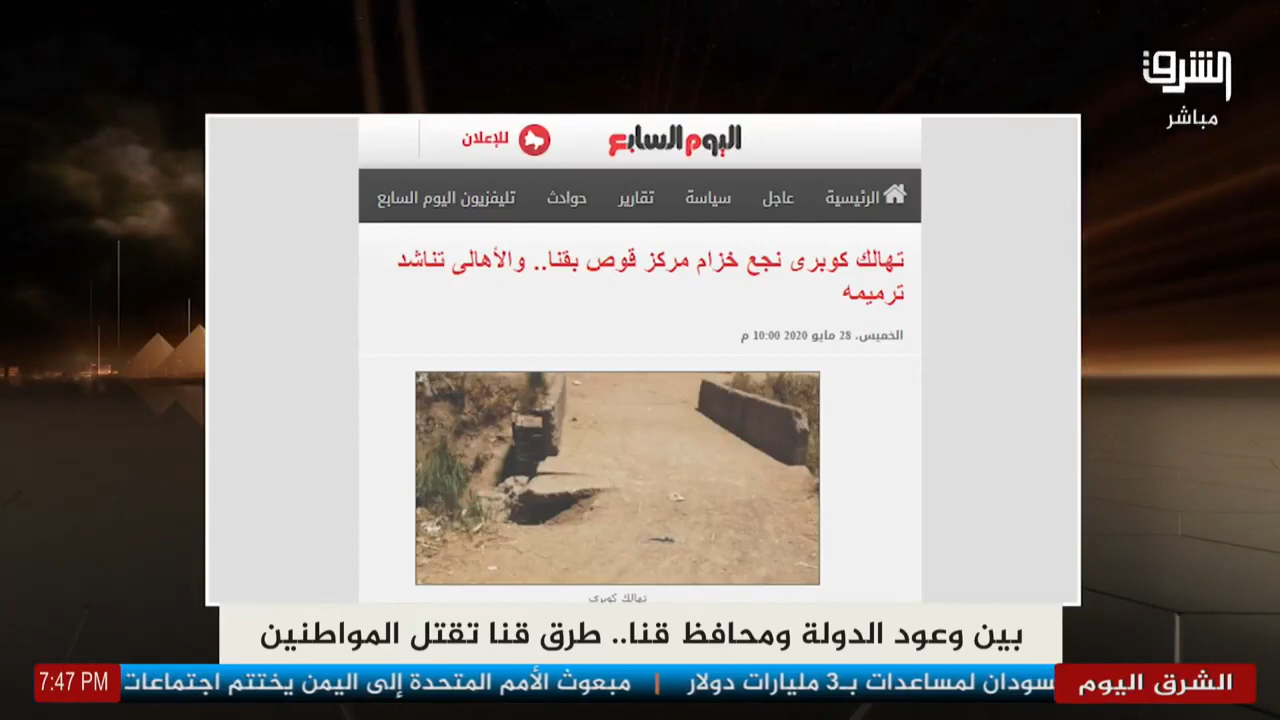 الشرق
مباشر
اليوم السابع
للإعلان
الرئيسية عاجل سياسة تقارير حوادث تليفزيون اليوم السابع
تهالك كوبرى نجع خزام مركز قوص بقنا.. والأهالى تناشد
ترميمه
الخميس، 28 مايو 2020 10:00 م
تهالك كوبرى
بين وعود الدولة ومحافظ قنا.. طرق قنا تقتل المواطنين
الشرق اليوم
سودان لمساعدات بـ3 مليارات دولار | مبعوث الأمم المتحدة إلى اليمن يختتم اجتماعات
7:47 PM